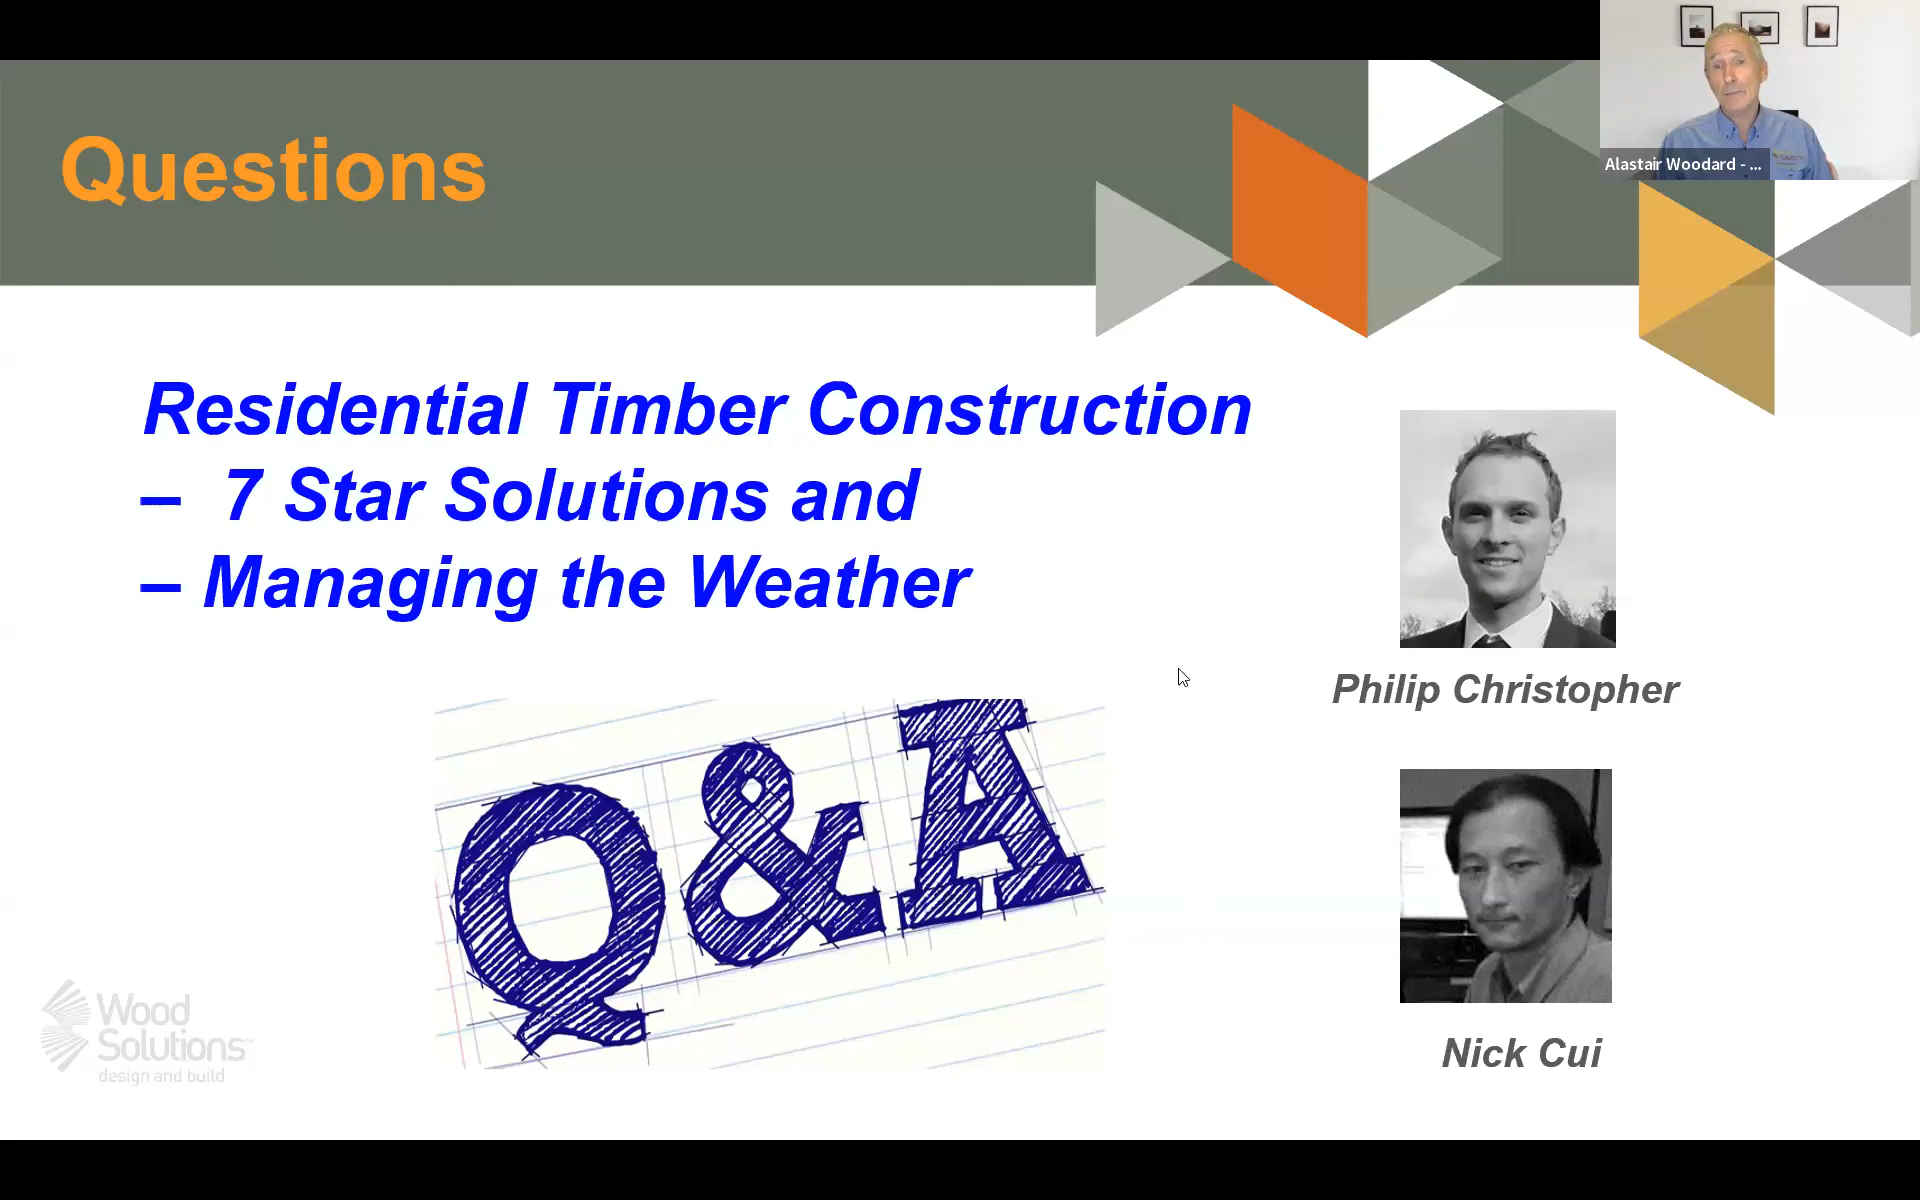 Questions
Alastair Woodard - ...
Residential Timber Construction
– 7 Star Solutions and
– Managing the Weather
Philip Christopher
Q&A
Nick Cui
Wood
Solutions™
design and build